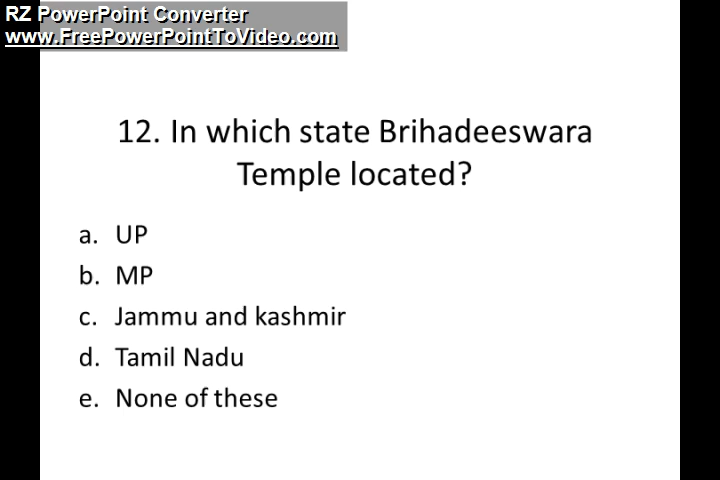 RZ PowerPoint Converter
www.FreePowerPointToVideo.com
12. In which state Brihadeeswara
Temple located?
a. UP
b. MP
c. Jammu and kashmir
d. Tamil Nadu
e. None of these